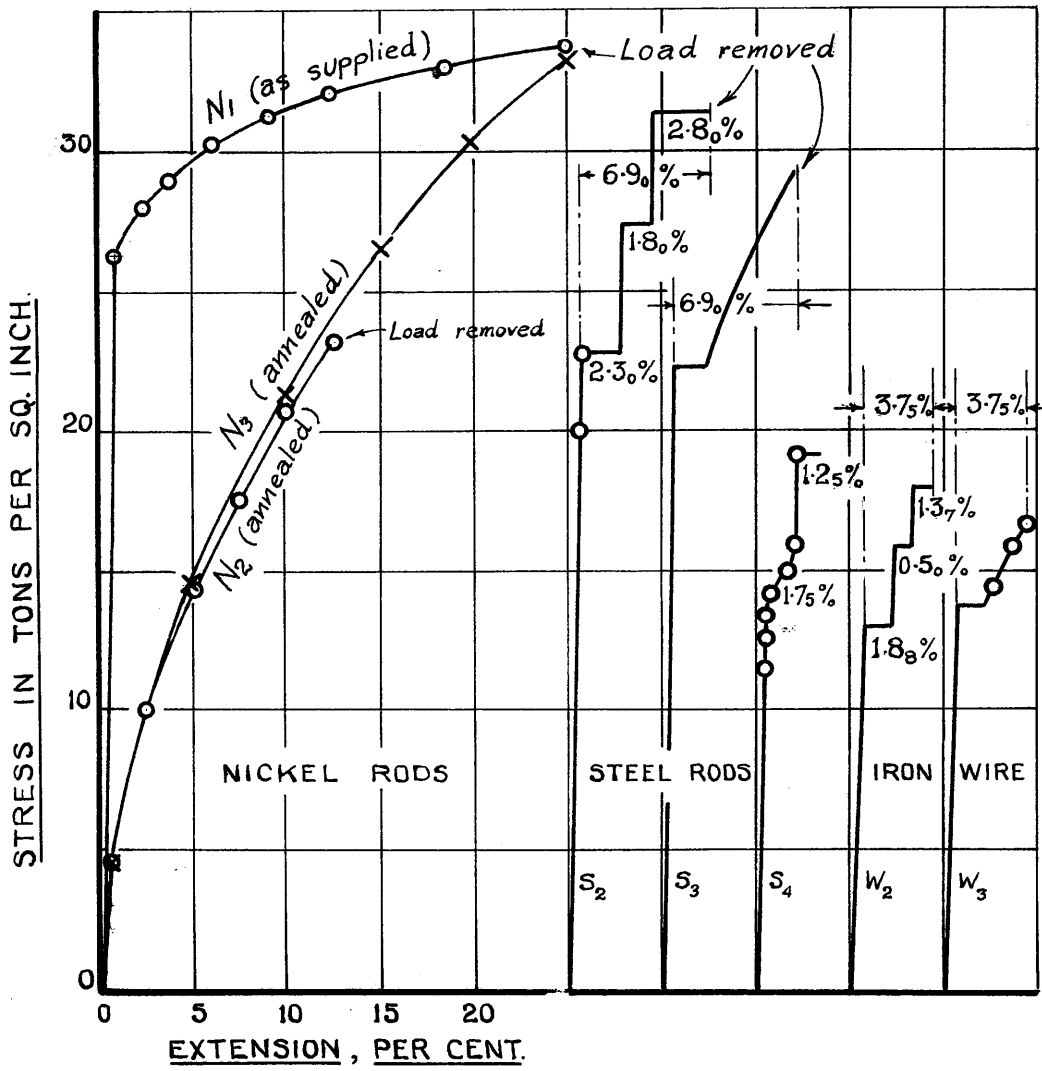 N1 (as supplied)
Load removed
30
2·8₀%
6·9₀ %
1·8₀%
N3 (annealed)
6·9₀ %
Load removed
2·3₀%
N2 (annealed)
3·7₅%
3·7₅%
20
1·2₅%
1·3₇%
0·5₀%
1·7₅%
1·8₈%
10
NICKEL RODS
STEEL RODS
IRON WIRE
S2
S3
S4
W2
W3
0
0 5 10 15 20
EXTENSION, PER CENT.
STRESS IN TONS PER SQ. INCH.